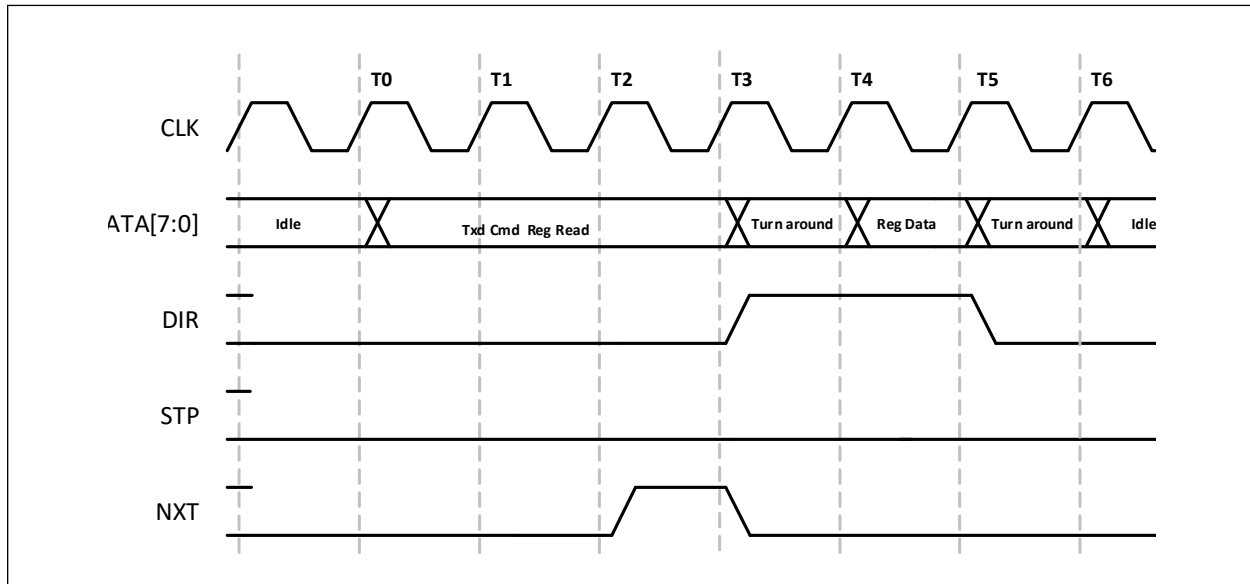 T0 T1 T2 T3 T4 T5 T6
CLK
ATA[7:0] Idle Txd Cmd Reg Read Turn around Reg Data Turn around Idle
DIR
STP
NXT